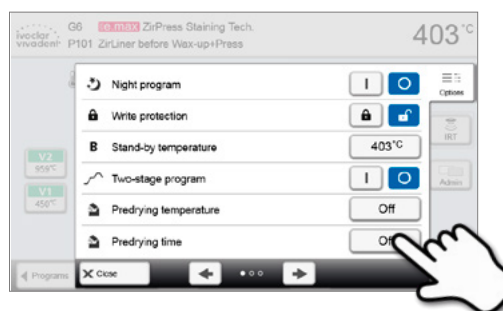 ivoclar
vivadent
G6 IPS e.max ZirPress Staining Tech.
P101 ZirLiner before Wax-up+Press
403°C
Night program I O
Options
Write protection
IRT
B Stand-by temperature 403°C
V2
959°C
Two-stage program I O
Admin
V1
450°C
Predrying temperature Off
Predrying time Off
Programs
Close